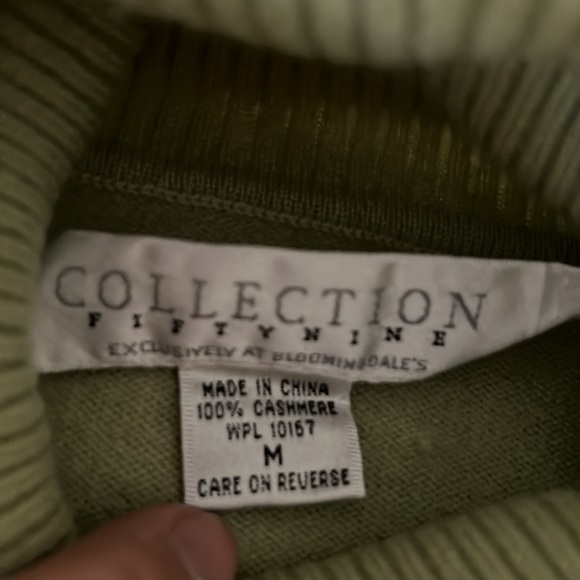 COLLECTION
FIFTYNINE
EXCLUSIVELY AT BLOOMINGDALE'S
MADE IN CHINA
100% CASHMERE
WPL 10167
M
CARE ON REVERSE